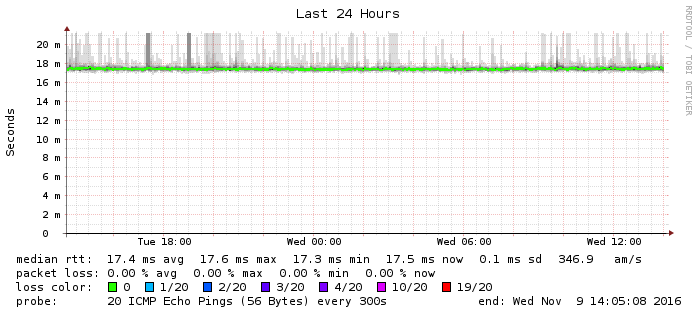 Last 24 Hours
RRDTOOL / TOBI OETIKER
Seconds
20 m
18 m
16 m
14 m
12 m
10 m
8 m
6 m
4 m
2 m
0
Tue 18:00 Wed 00:00 Wed 06:00 Wed 12:00
median rtt: 17.4 ms avg 17.6 ms max 17.3 ms min 17.5 ms now 0.1 ms sd 346.9 am/s
packet loss: 0.00 % avg 0.00 % max 0.00 % min 0.00 % now
loss color: 0 1/20 2/20 3/20 4/20 10/20 19/20
probe: 20 ICMP Echo Pings (56 Bytes) every 300s end: Wed Nov 9 14:05:08 2016